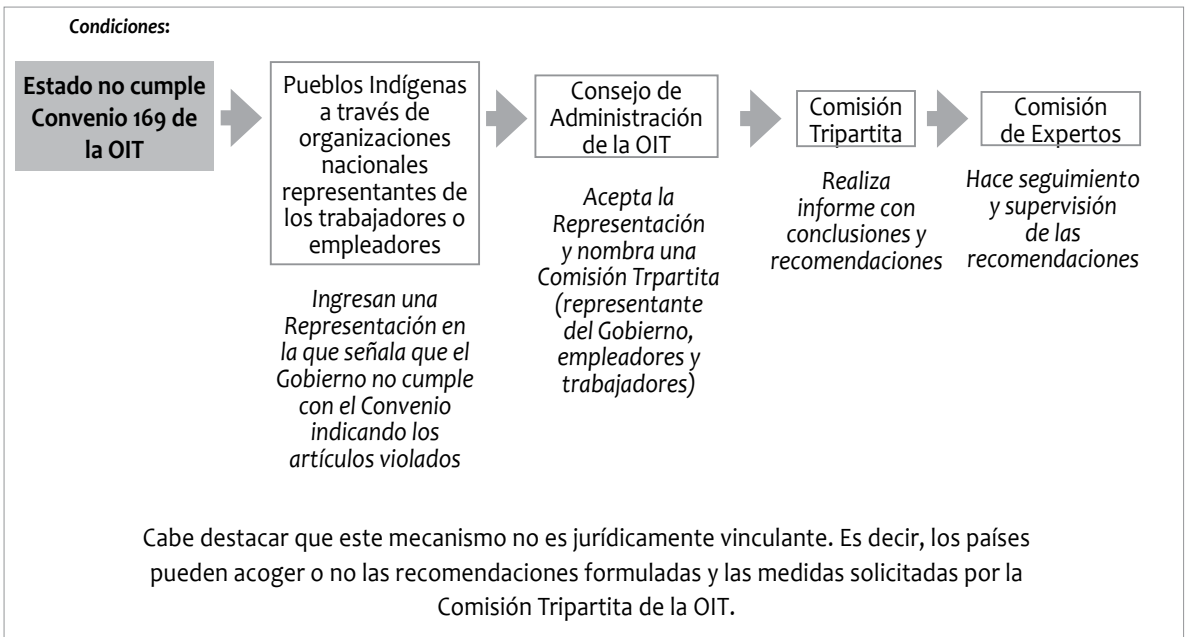 Condiciones:
Estado no cumple
Convenio 169 de
la OIT
Pueblos Indígenas
a través de
organizaciones
nacionales
representantes de
los trabajadores o
empleadores
Ingresan una
Representación en
la que señala que el
Gobierno no cumple
con el Convenio
indicando los
artículos violados
Consejo de
Administración
de la OIT
Acepta la
Representación
y nombra una
Comisión Trpartita
(representante
del Gobierno,
empleadores y
trabajadores)
Comisión
Tripartita
Realiza
informe con
conclusiones y
recomendaciones
Comisión
de Expertos
Hace seguimiento
y supervisión
de las
recomendaciones
Cabe destacar que este mecanismo no es jurídicamente vinculante. Es decir, los países
pueden acoger o no las recomendaciones formuladas y las medidas solicitadas por la
Comisión Tripartita de la OIT.